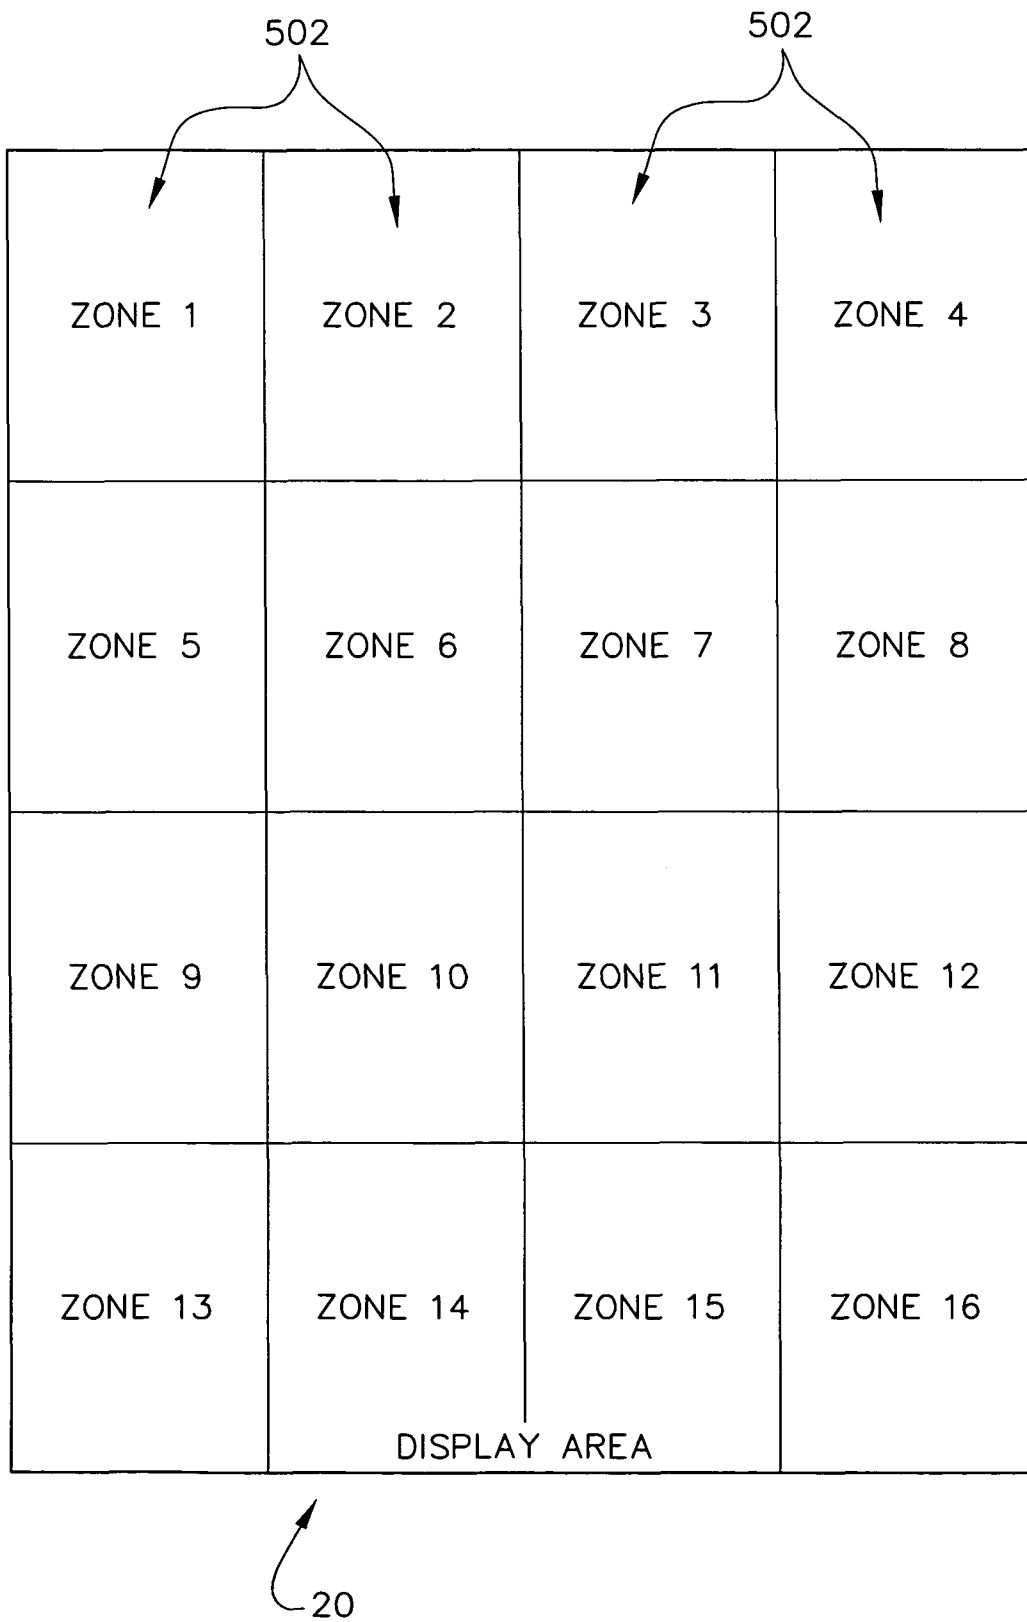 502 502
ZONE 1 ZONE 2 ZONE 3 ZONE 4
ZONE 5 ZONE 6 ZONE 7 ZONE 8
ZONE 9 ZONE 10 ZONE 11 ZONE 12
ZONE 13 ZONE 14 ZONE 15 ZONE 16
DISPLAY AREA
20